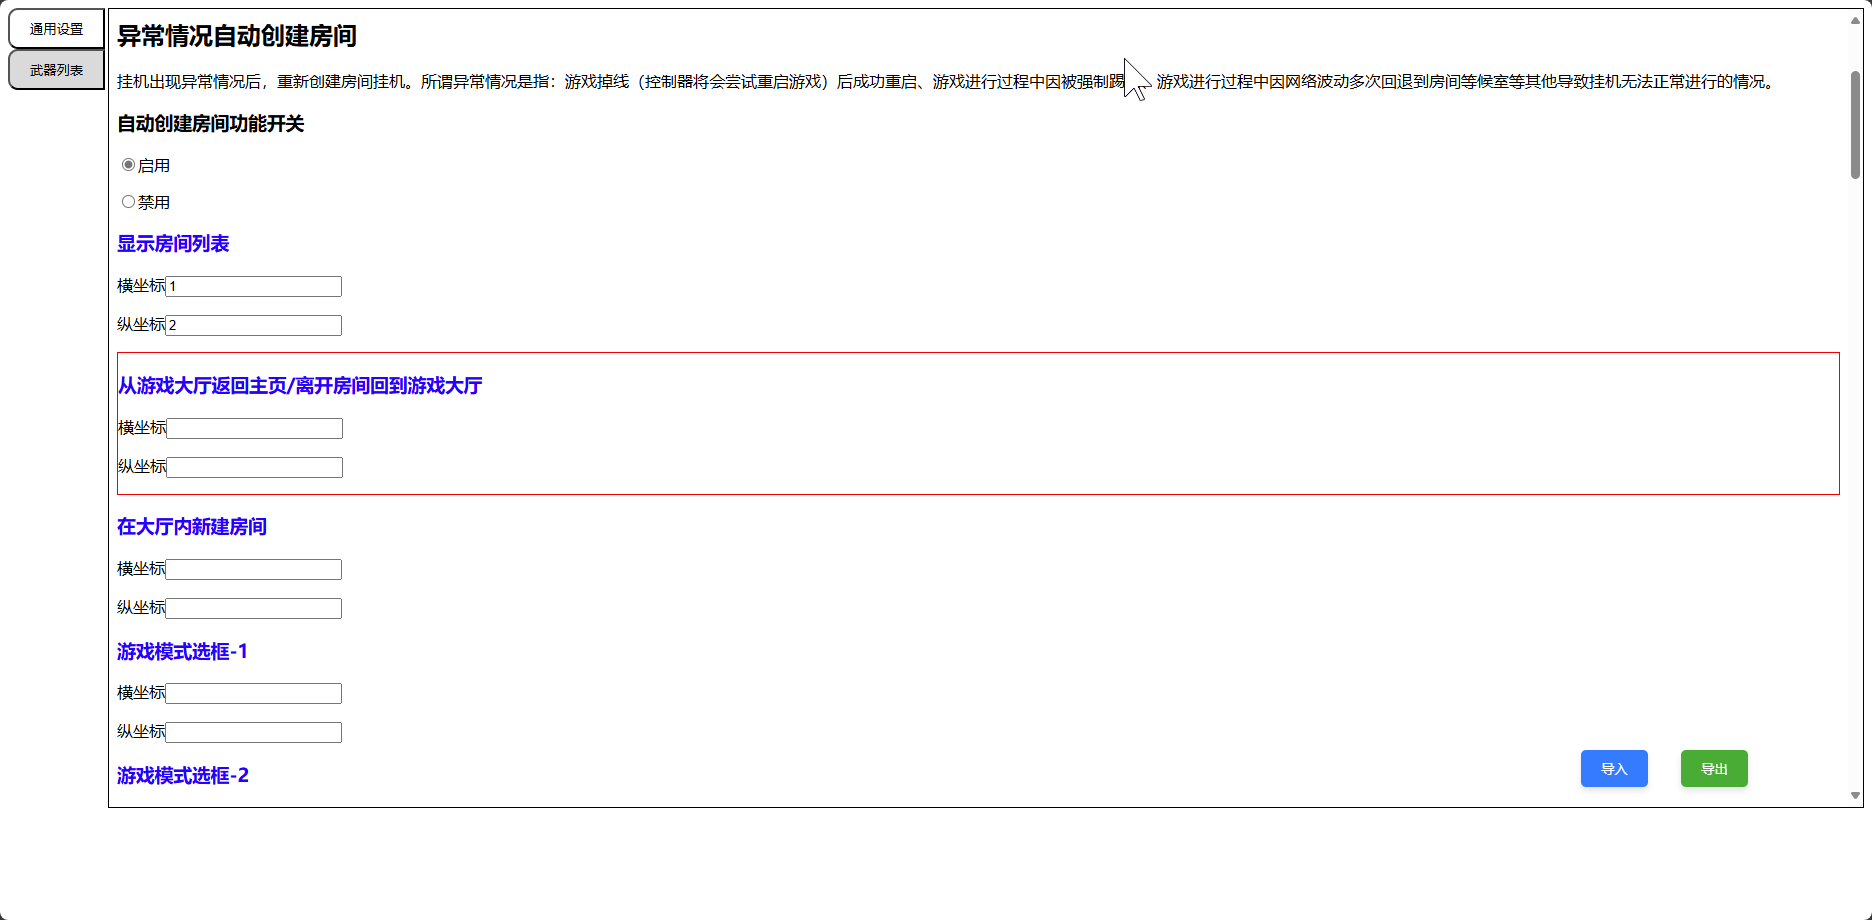 通用设置
武器列表
异常情况自动创建房间
挂机出现异常情况后，重新创建房间挂机。所谓异常情况是指：游戏掉线（控制器将会尝试重启游戏）后成功重启、游戏进行过程中因被强制踢 游戏进行过程中因网络波动多次回退到房间等候室等其他导致挂机无法正常进行的情况。
自动创建房间功能开关
启用
禁用
显示房间列表
横坐标1
纵坐标2
从游戏大厅返回主页/离开房间回到游戏大厅
横坐标
纵坐标
在大厅内新建房间
横坐标
纵坐标
游戏模式选框-1
横坐标
纵坐标
游戏模式选框-2
导入
导出